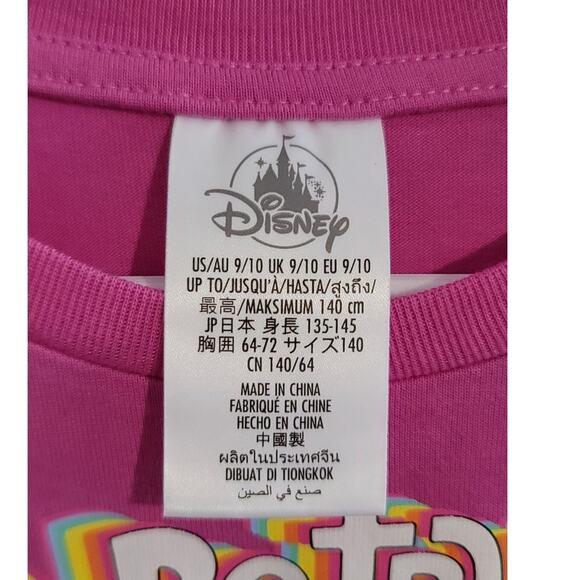 Disney
US/AU 9/10 UK 9/10 EU 9/10
UP TO/JUSQU'À/HASTA/สูงถึง/
最高/MAKSIMUM 140 cm
JP日本 身長 135-145
胸囲 64-72 サイズ140
CN 140/64
MADE IN CHINA
FABRIQUÉ EN CHINE
HECHO EN CHINA
中國製
ผลิตในประเทศจีน
DIBUAT DI TIONGKOK
صنع في الصين